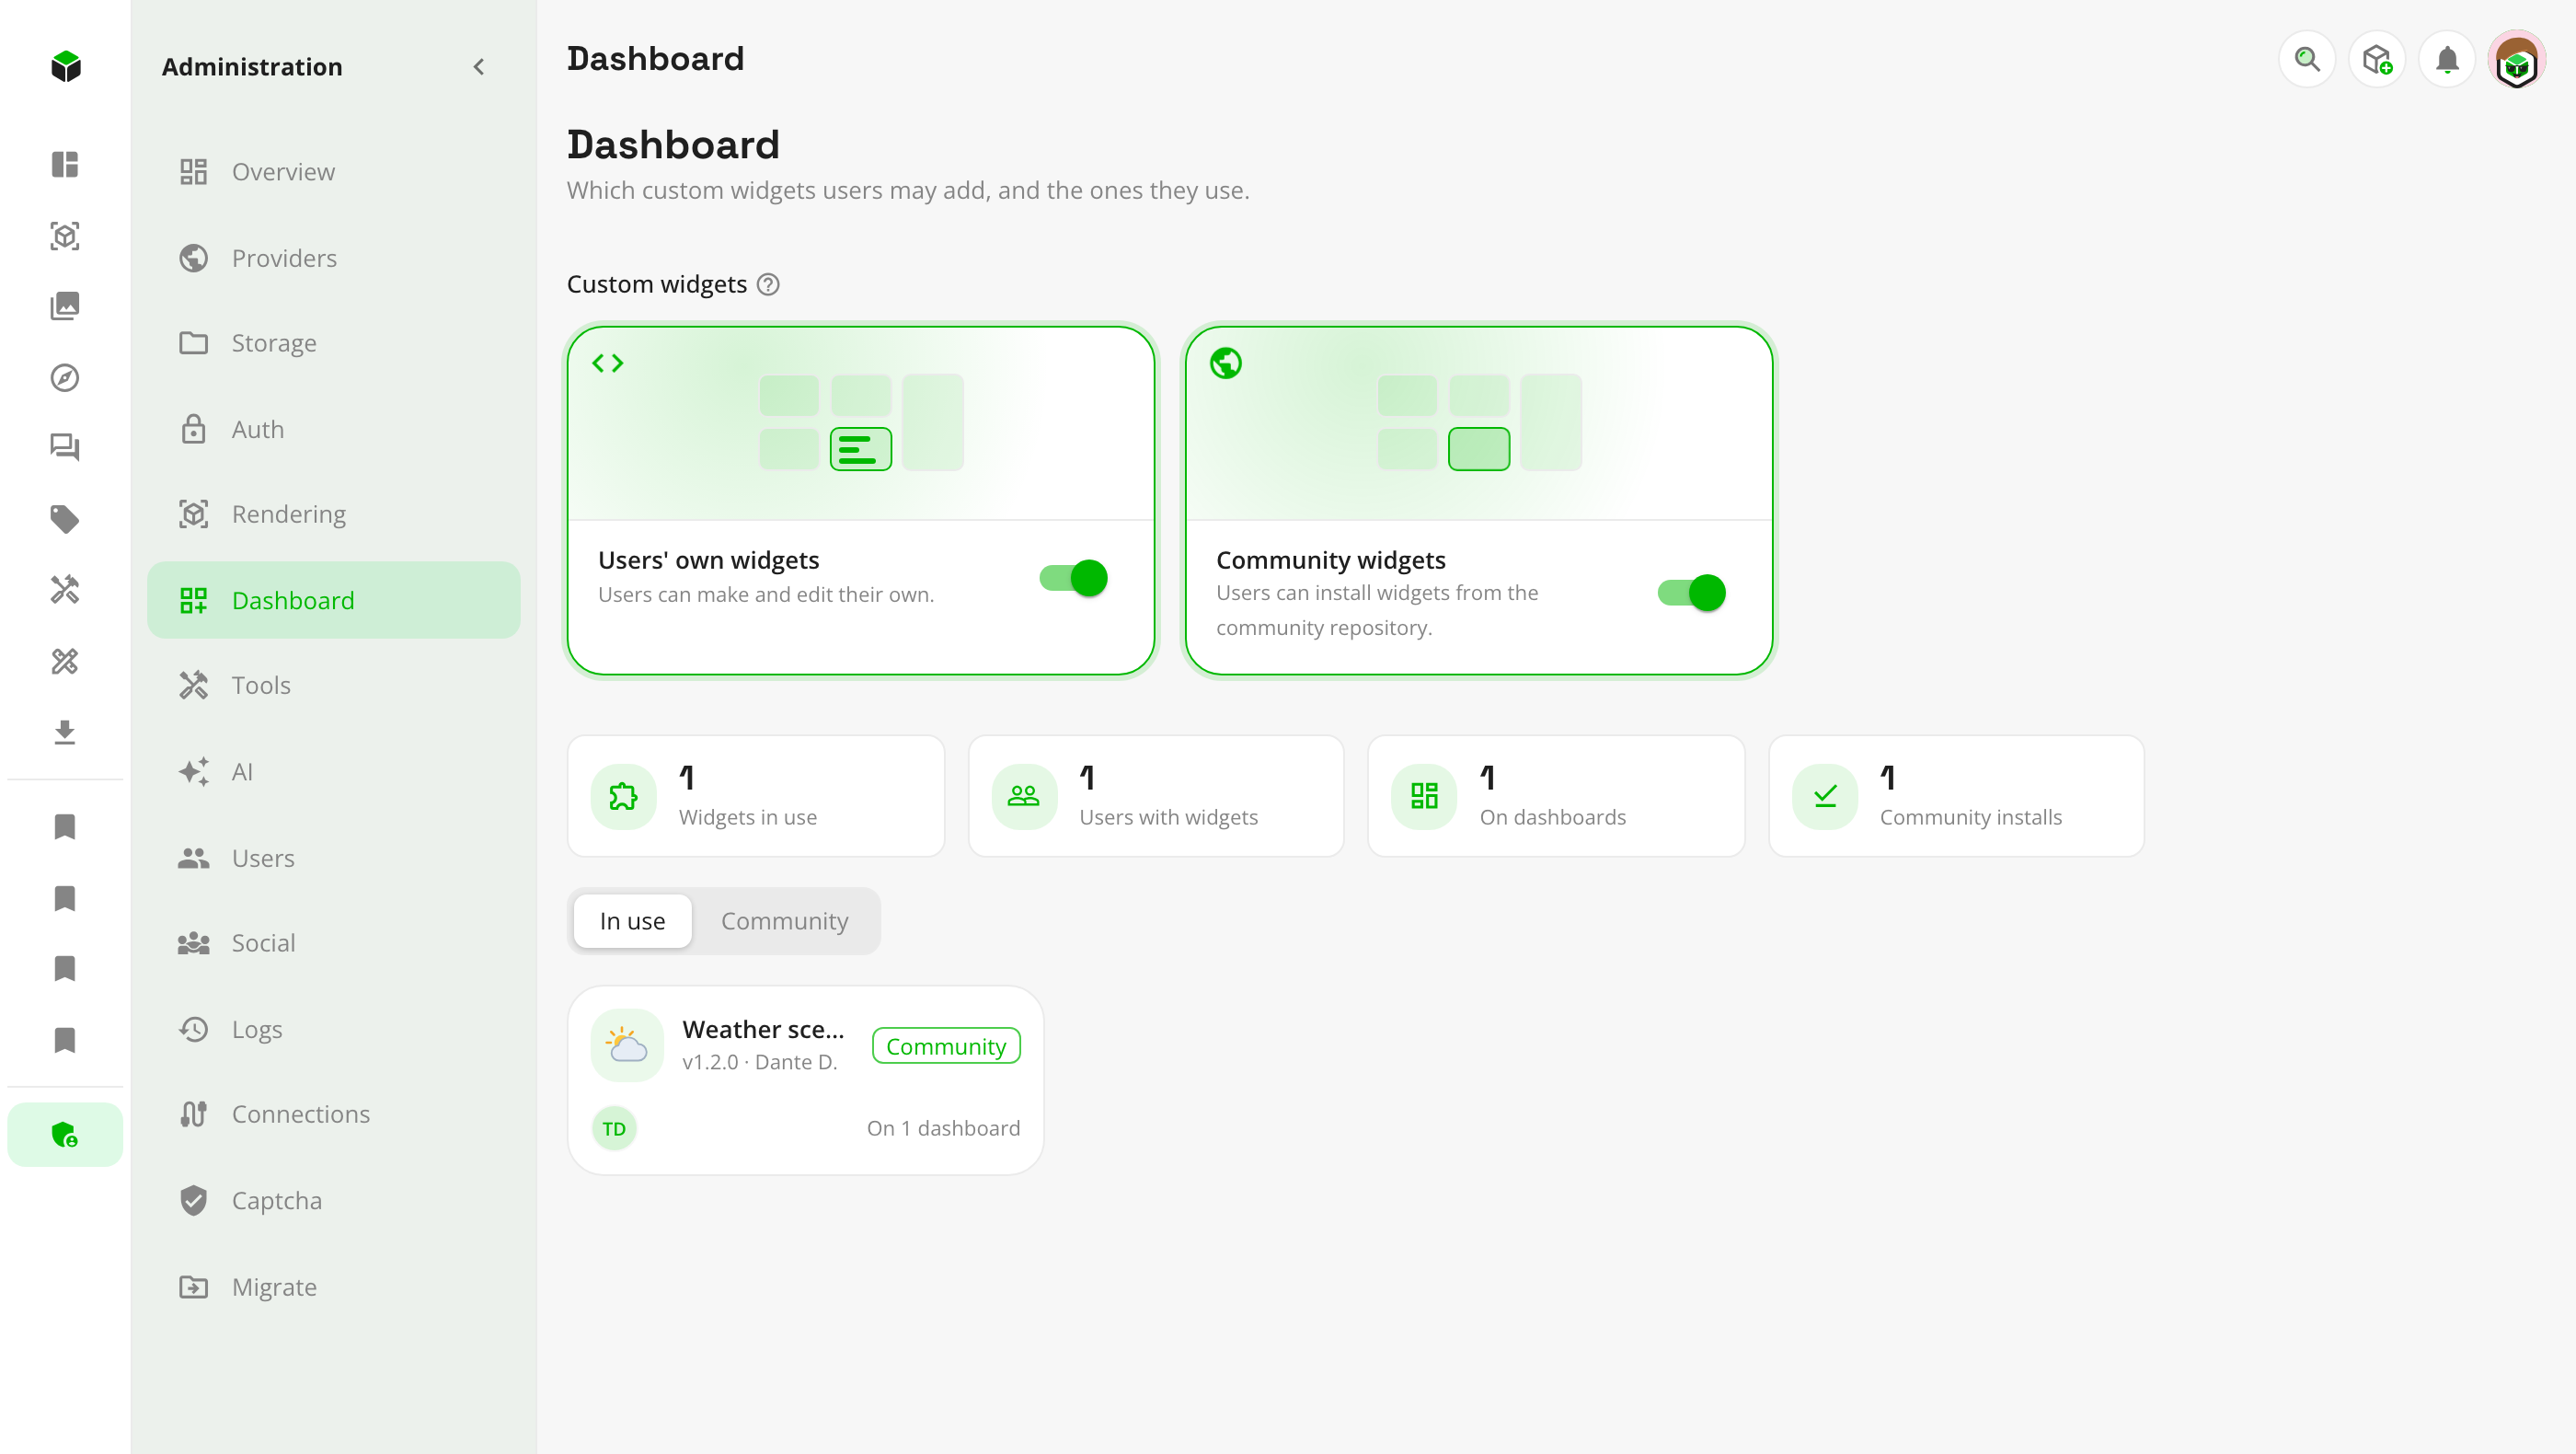 Administration
Overview
Providers
Storage
Auth
Rendering
Dashboard
Tools
AI
Users
Social
Logs
Connections
Captcha
Migrate
Dashboard
Dashboard
Which custom widgets users may add, and the ones they use.
Custom widgets
Users' own widgets
Users can make and edit their own.
Community widgets
Users can install widgets from the
community repository.
1
Widgets in use
1
Users with widgets
1
On dashboards
1
Community installs
In use
Community
Weather sce...
v1.2.0 · Dante D.
Community
TD
On 1 dashboard